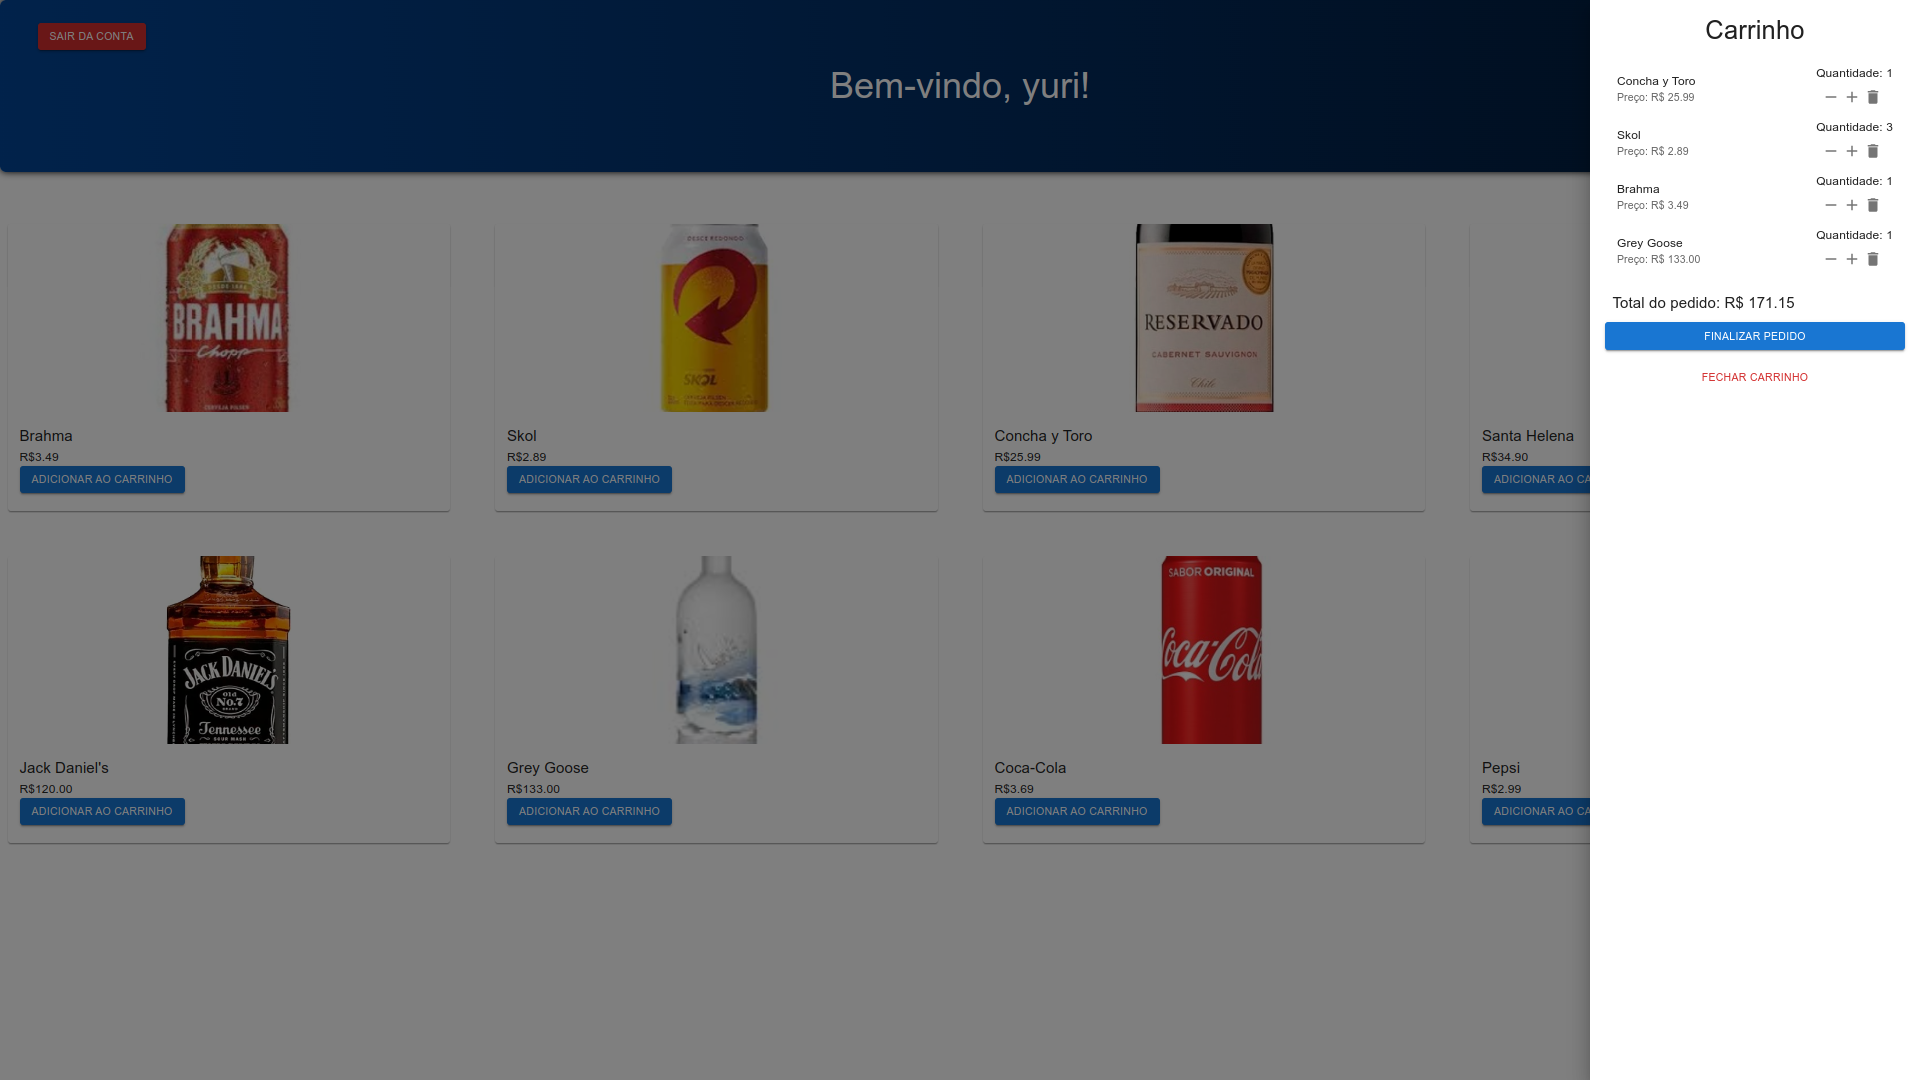 SAIR DA CONTA
Bem-vindo, yuri!
BRAHMA
Chopp
Brahma
R$3.49
ADICIONAR AO CARRINHO
DESCE REDONDO
SKOL
Skol
R$2.89
ADICIONAR AO CARRINHO
RESERVADO
CABERNET SAUVIGNON
Chile
Concha y Toro
R$25.99
ADICIONAR AO CARRINHO
Santa Helena
R$34.90
ADICIONAR AO CA
JACK DANIEL'S
Old
No.7
Tennessee
SOUR MASH
Jack Daniel's
R$120.00
ADICIONAR AO CARRINHO
Grey Goose
R$133.00
ADICIONAR AO CARRINHO
SABOR ORIGINAL
Coca-Cola
Coca-Cola
R$3.69
ADICIONAR AO CARRINHO
Pepsi
R$2.99
ADICIONAR AO CA
Carrinho
Concha y Toro
Preço: R$ 25.99
Quantidade: 1
Skol
Preço: R$ 2.89
Quantidade: 3
Brahma
Preço: R$ 3.49
Quantidade: 1
Grey Goose
Preço: R$ 133.00
Quantidade: 1
Total do pedido: R$ 171.15
FINALIZAR PEDIDO
FECHAR CARRINHO